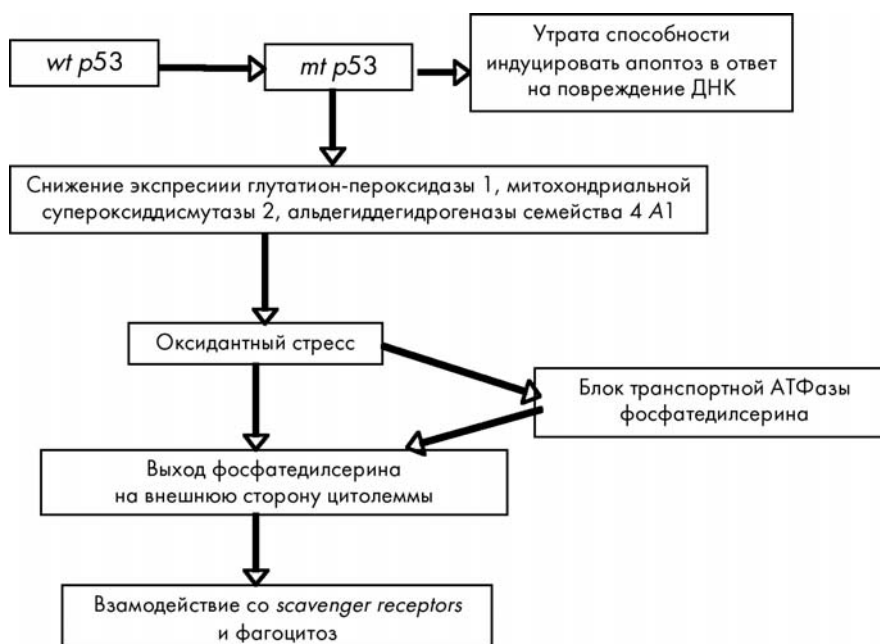 wt p53
mt p53
Утрата способности
индуцировать апоптоз в ответ
на повреждение ДНК
Снижение экспресиии глутатион-пероксидазы 1, митохондриальной
супероксиддисмутазы 2, альдегиддегидрогеназы семейства 4 А1
Оксидантный стресс
Блок транспортной АТФазы
фосфатедилсерина
Выход фосфатедилсерина
на внешнюю сторону цитолеммы
Взамодействие со scavenger receptors
и фагоцитоз